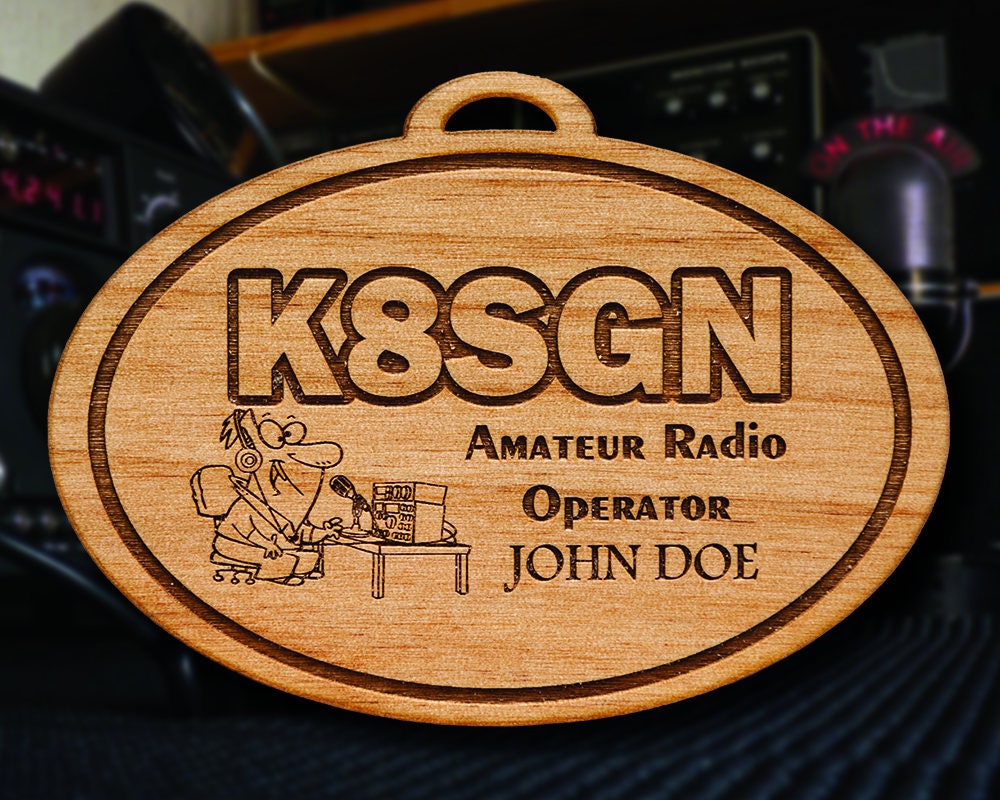 ON THE AIR
K8SGN
AMATEUR RADIO
OPERATOR
JOHN DOE